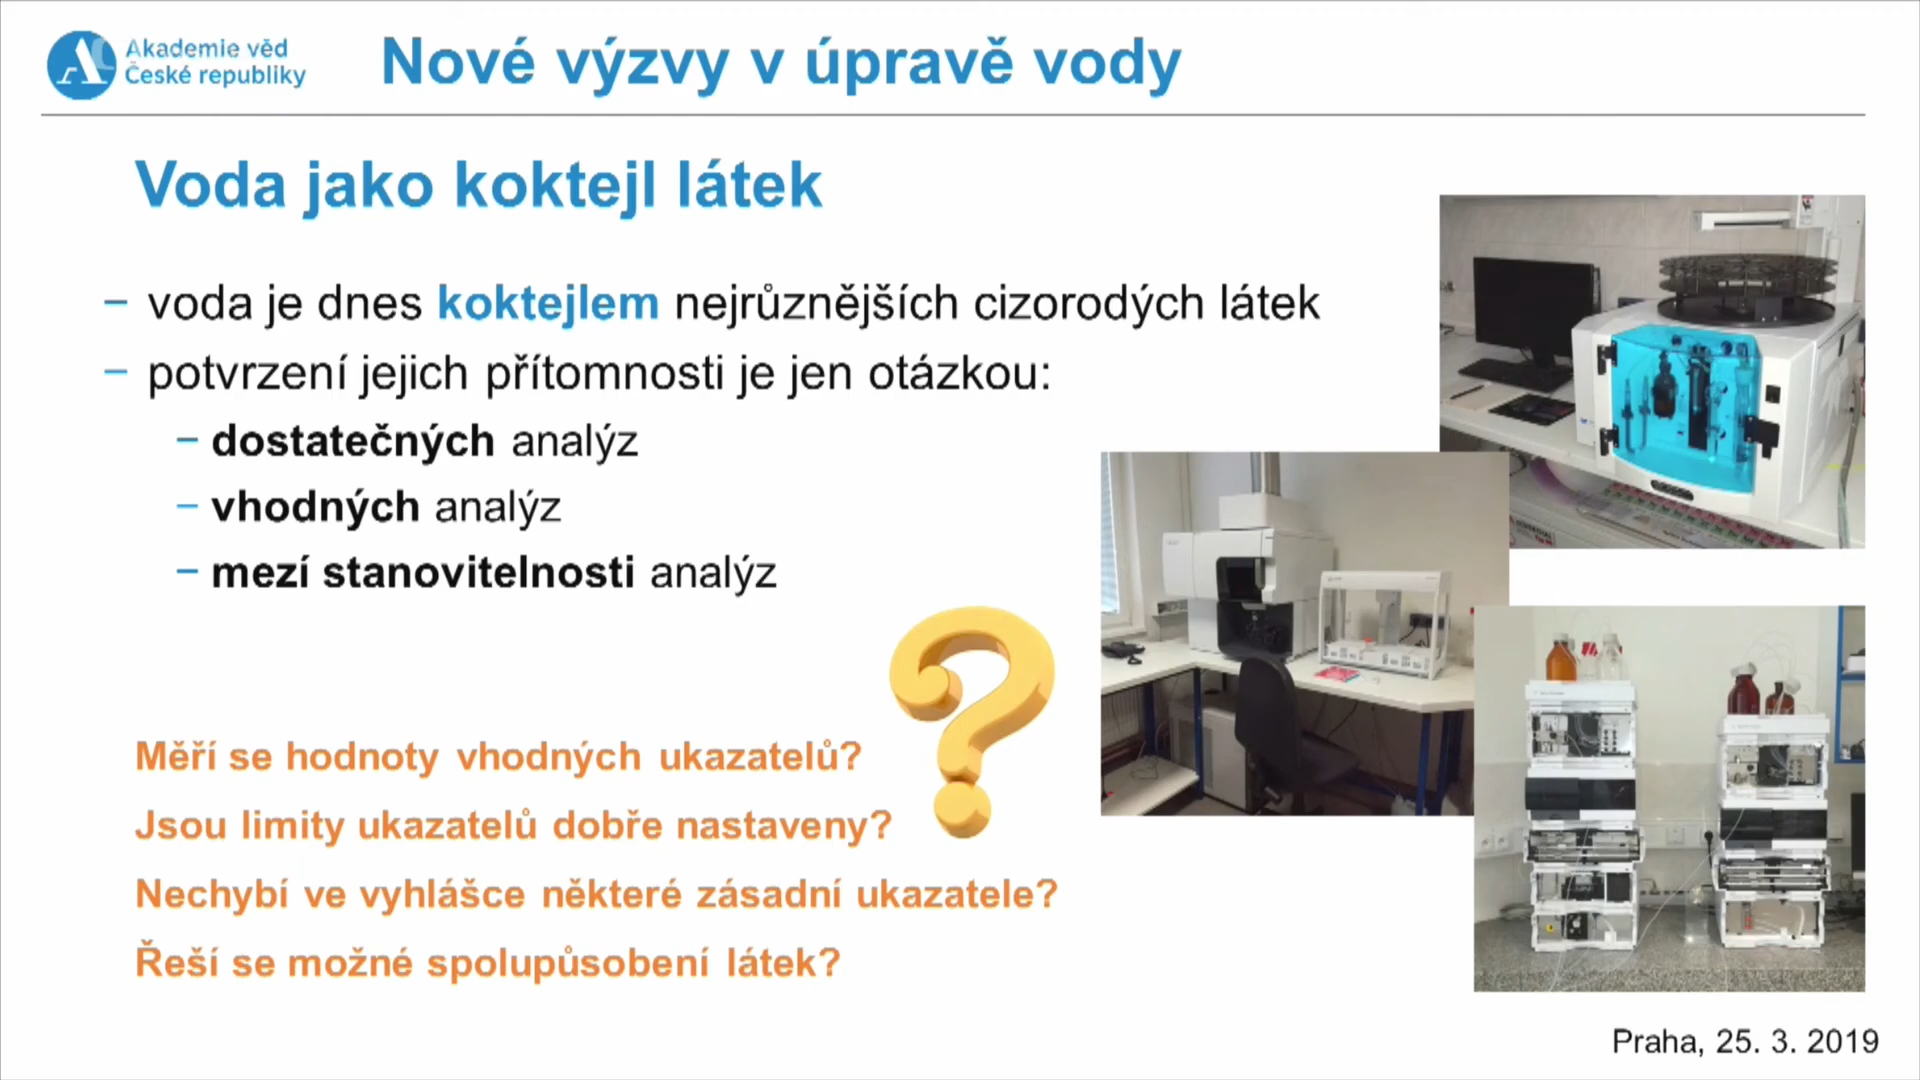 Akademie věd
České republiky
Nové výzvy v úpravě vody
Voda jako koktejl látek
– voda je dnes koktejlem nejrůznějších cizorodých látek
– potvrzení jejich přítomnosti je jen otázkou:
– dostatečných analýz
– vhodných analýz
– mezí stanovitelnosti analýz
Měří se hodnoty vhodných ukazatelů?
Jsou limity ukazatelů dobře nastaveny?
Nechybí ve vyhlášce některé zásadní ukazatele?
Řeší se možné spolupůsobení látek?
Praha, 25. 3. 2019